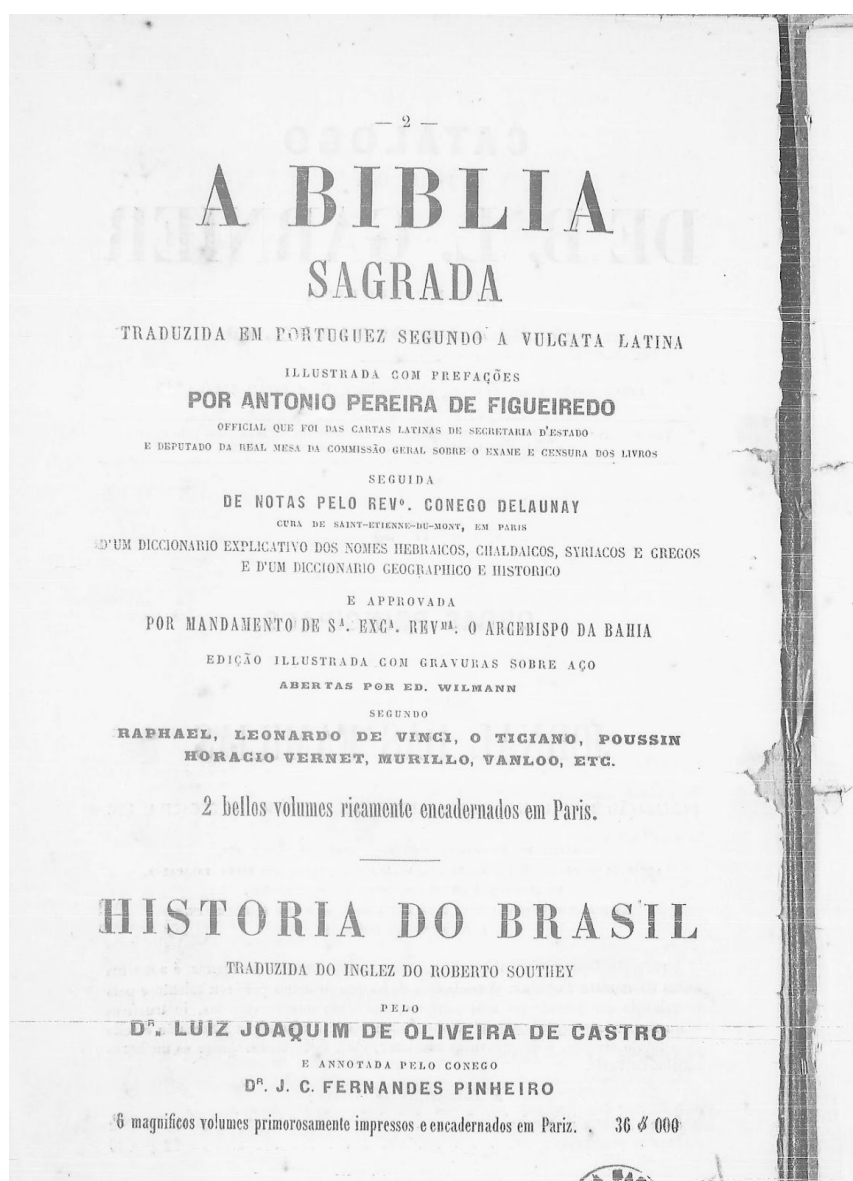 — 2 —
A BIBLIA
SAGRADA
TRADUZIDA EM PORTUGUEZ SEGUNDO A VULGATA LATINA
ILLUSTRADA COM PREFAÇÕES
POR ANTONIO PEREIRA DE FIGUEIREDO
OFFICIAL QUE FOI DAS CARTAS LATINAS DE SECRETARIA D'ESTADO
E DEPUTADO DA REAL MESA DA COMMISSÃO GERAL SOBRE O EXAME E CENSURA DOS LIVROS
SEGUIDA
DE NOTAS PELO REVº. CONEGO DELAUNAY
CURA DE SAINT-ETIENNE-DU-MONT, EM PARIS
D'UM DICCIONARIO EXPLICATIVO DOS NOMES HEBRAICOS, CHALDAICOS, SYRIACOS E GREGOS
E D'UM DICCIONARIO GEOGRAPHICO E HISTORICO
E APPROVADA
POR MANDAMENTO DE Sᴬ. EXCᴬ. REVᴹᴬ. O ARCEBISPO DA BAHIA
EDIÇÃO ILLUSTRADA COM GRAVURAS SOBRE AÇO
ABERTAS POR ED. WILMANN
SEGUNDO
RAPHAEL, LEONARDO DE VINCI, O TICIANO, POUSSIN
HORACIO VERNET, MURILLO, VANLOO, ETC.
2 bellos volumes ricamente encadernados em Paris.
HISTORIA DO BRASIL
TRADUZIDA DO INGLEZ DO ROBERTO SOUTHEY
PELO
Dᴿ. LUIZ JOAQUIM DE OLIVEIRA DE CASTRO
E ANNOTADA PELO CONEGO
Dᴿ. J. C. FERNANDES PINHEIRO
6 magnificos volumes primorosamente impressos e encadernados em Pariz. . 36 $ 000